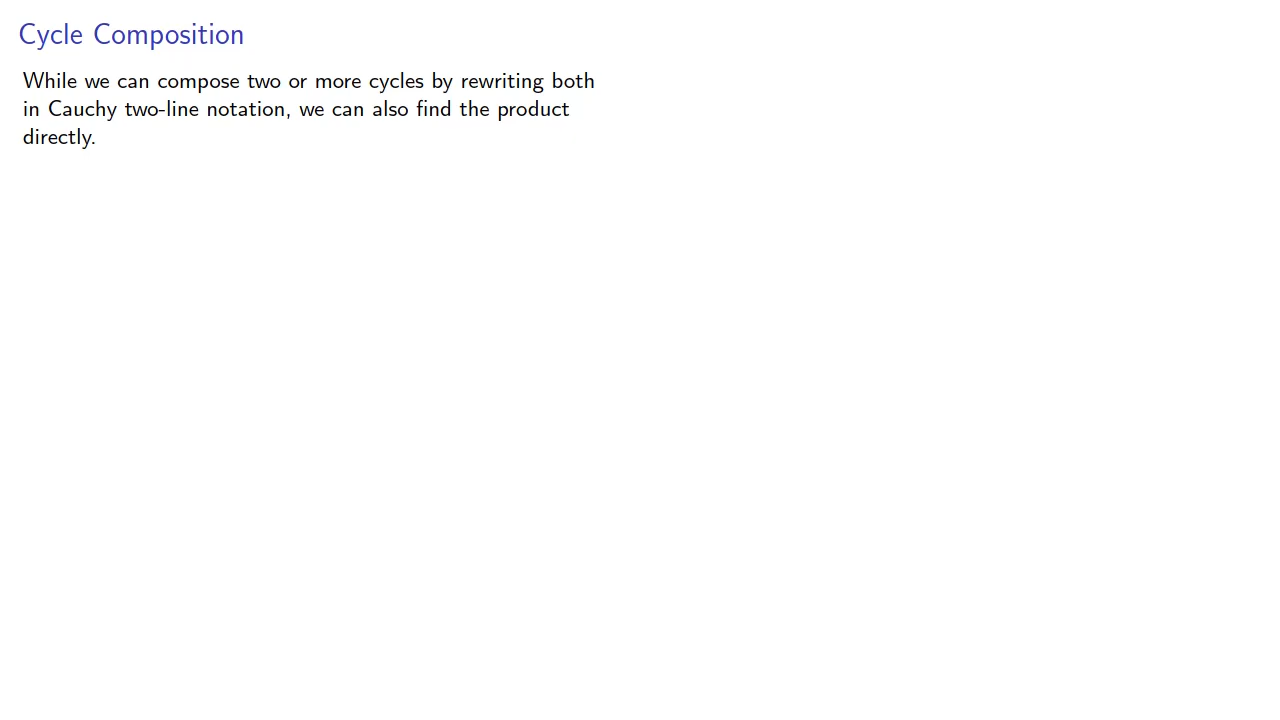 Cycle Composition
While we can compose two or more cycles by rewriting both
in Cauchy two-line notation, we can also find the product
directly.